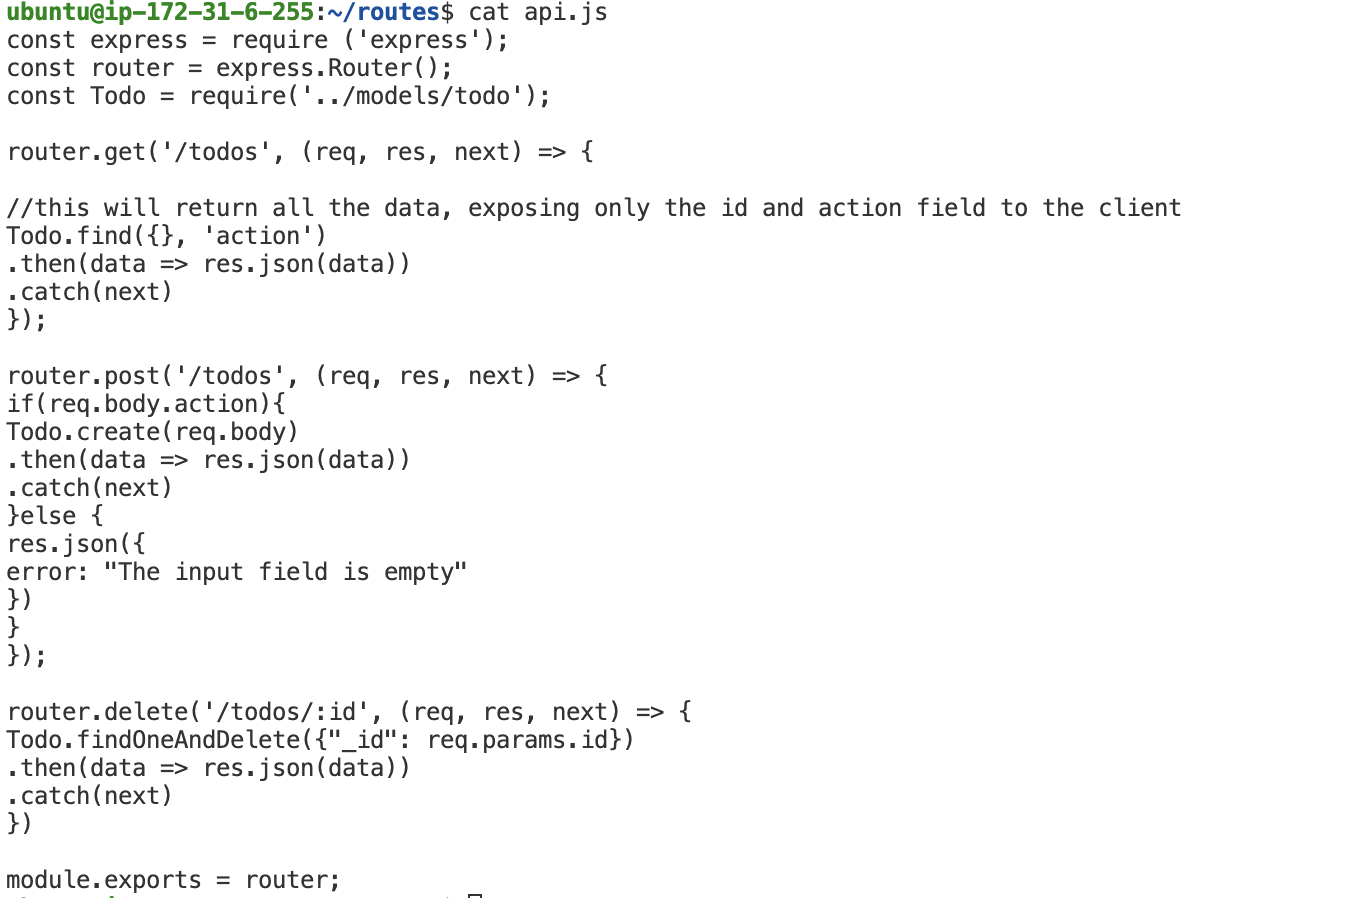 ubuntu@ip-172-31-6-255:~/routes$ cat api.js
const express = require ('express');
const router = express.Router();
const Todo = require('../models/todo');

router.get('/todos', (req, res, next) => {

//this will return all the data, exposing only the id and action field to the client
Todo.find({}, 'action')
.then(data => res.json(data))
.catch(next)
});

router.post('/todos', (req, res, next) => {
if(req.body.action){
Todo.create(req.body)
.then(data => res.json(data))
.catch(next)
}else {
res.json({
error: "The input field is empty"
})
}
});

router.delete('/todos/:id', (req, res, next) => {
Todo.findOneAndDelete({"_id": req.params.id})
.then(data => res.json(data))
.catch(next)
})

module.exports = router;